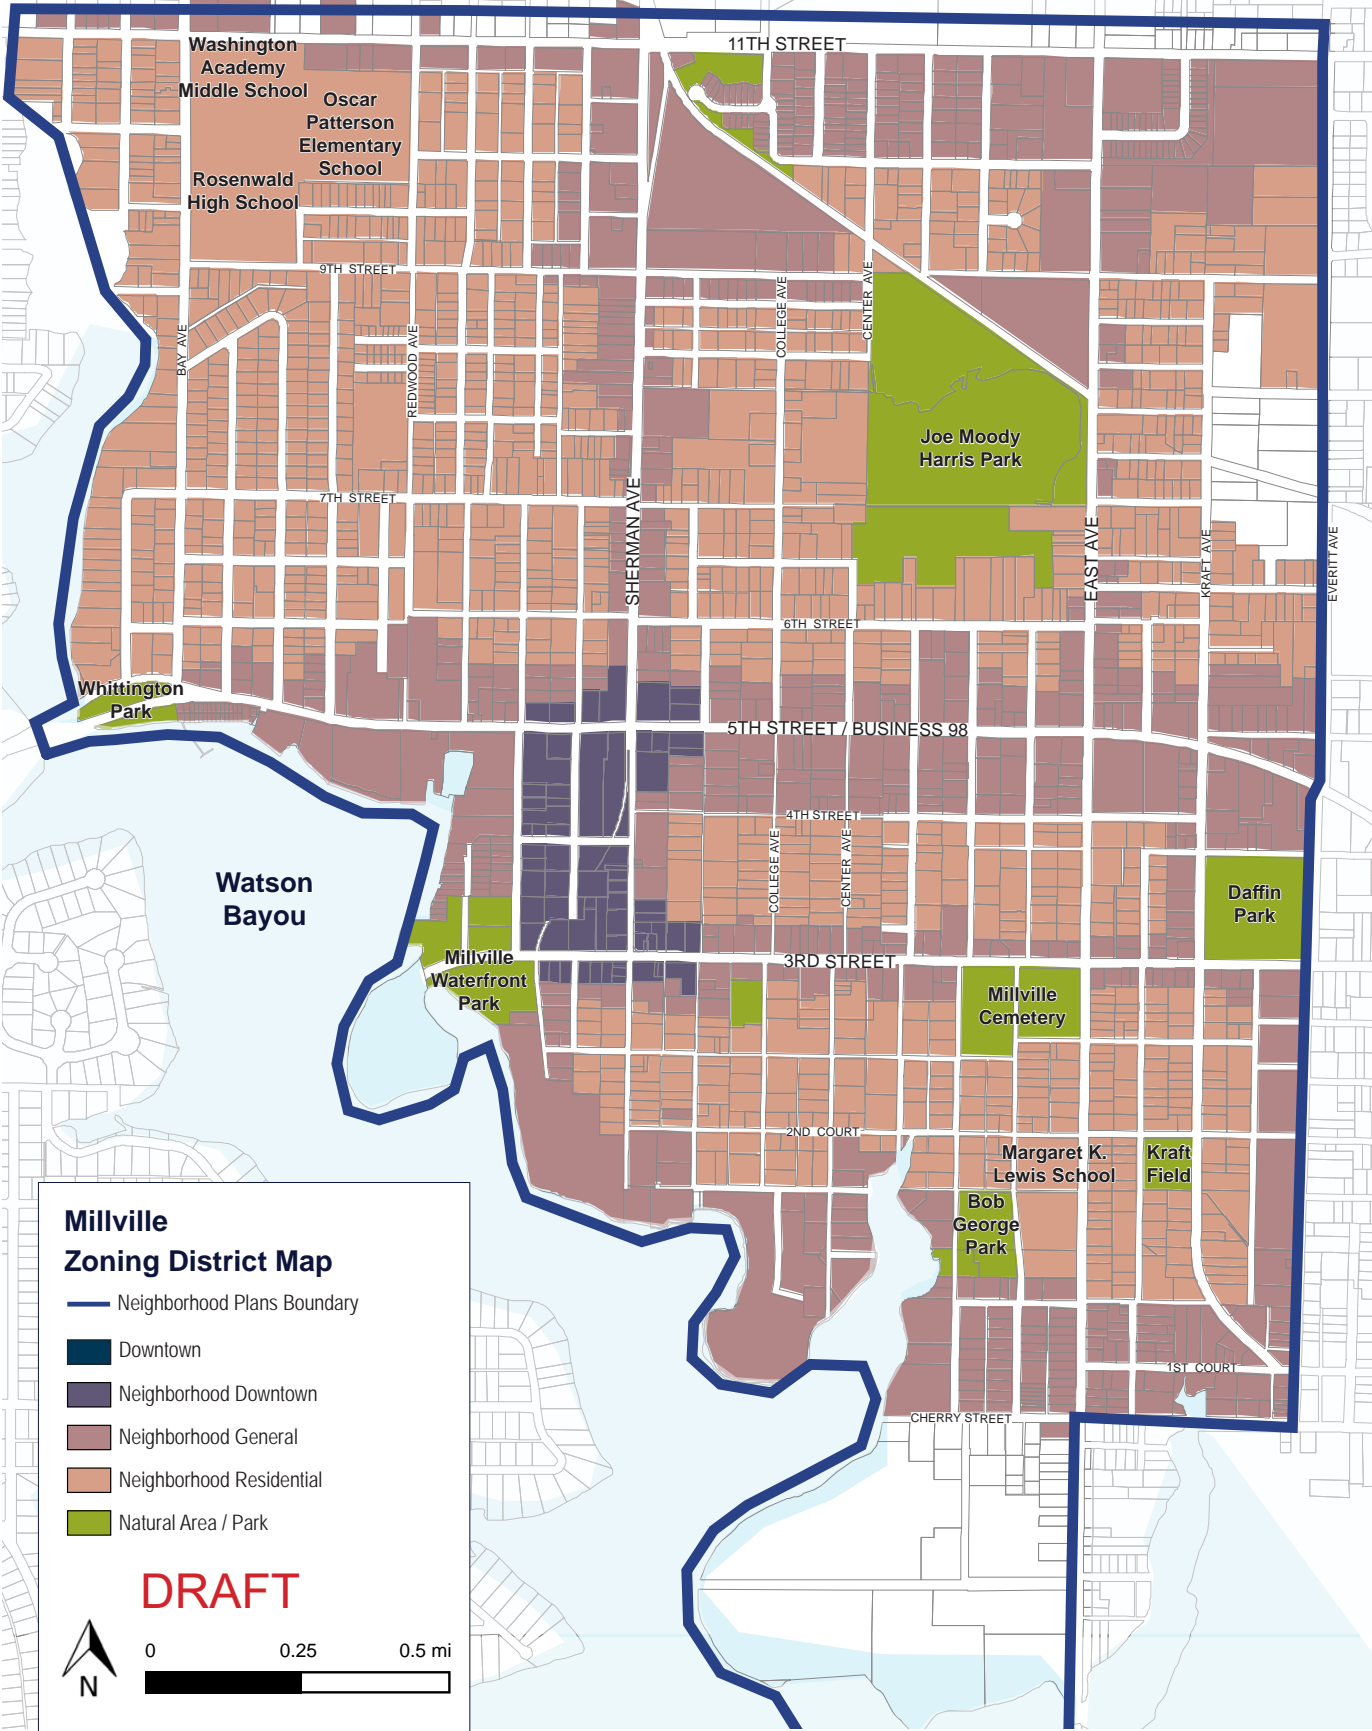 11TH STREET
Washington
Academy
Middle School
Oscar
Patterson
Elementary
School
Rosenwald
High School
9TH STREET
BAY AVE
REDWOOD AVE
COLLEGE AVE
CENTER AVE
Joe Moody
Harris Park
7TH STREET
SHERMAN AVE
EAST AVE
KRAFT AVE
EVERITT AVE
6TH STREET
Whittington
Park
5TH STREET / BUSINESS 98
4TH STREET
COLLEGE AVE
CENTER AVE
Watson
Bayou
Daffin
Park
3RD STREET
Millville
Waterfront
Park
Millville
Cemetery
2ND COURT
Margaret K.
Lewis School
Kraft
Field
Bob
George
Park
1ST COURT
CHERRY STREET
Millville
Zoning District Map
Neighborhood Plans Boundary
Downtown
Neighborhood Downtown
Neighborhood General
Neighborhood Residential
Natural Area / Park
DRAFT
N
0 0.25 0.5 mi